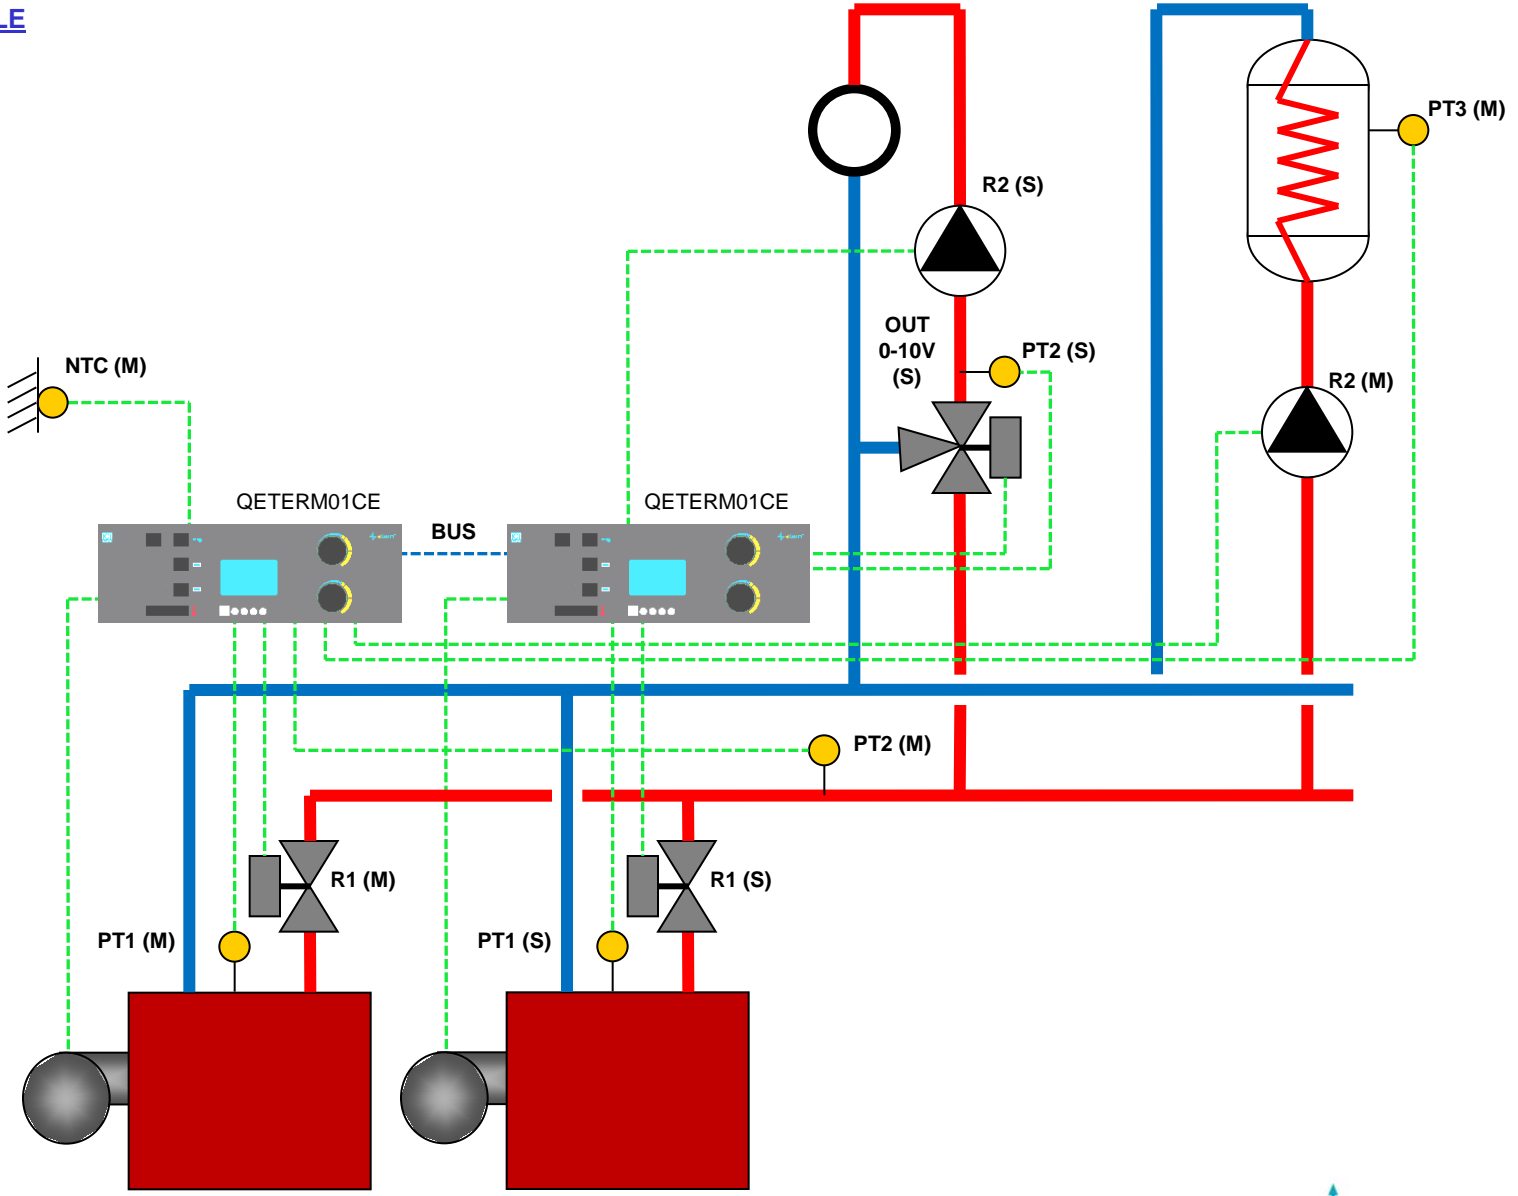 LE
PT3 (M)
R2 (S)
OUT
0-10V
(S)
PT2 (S)
NTC (M)
R2 (M)
QETERM01CE
QETERM01CE
BUS
PT2 (M)
R1 (M)
R1 (S)
PT1 (M)
PT1 (S)